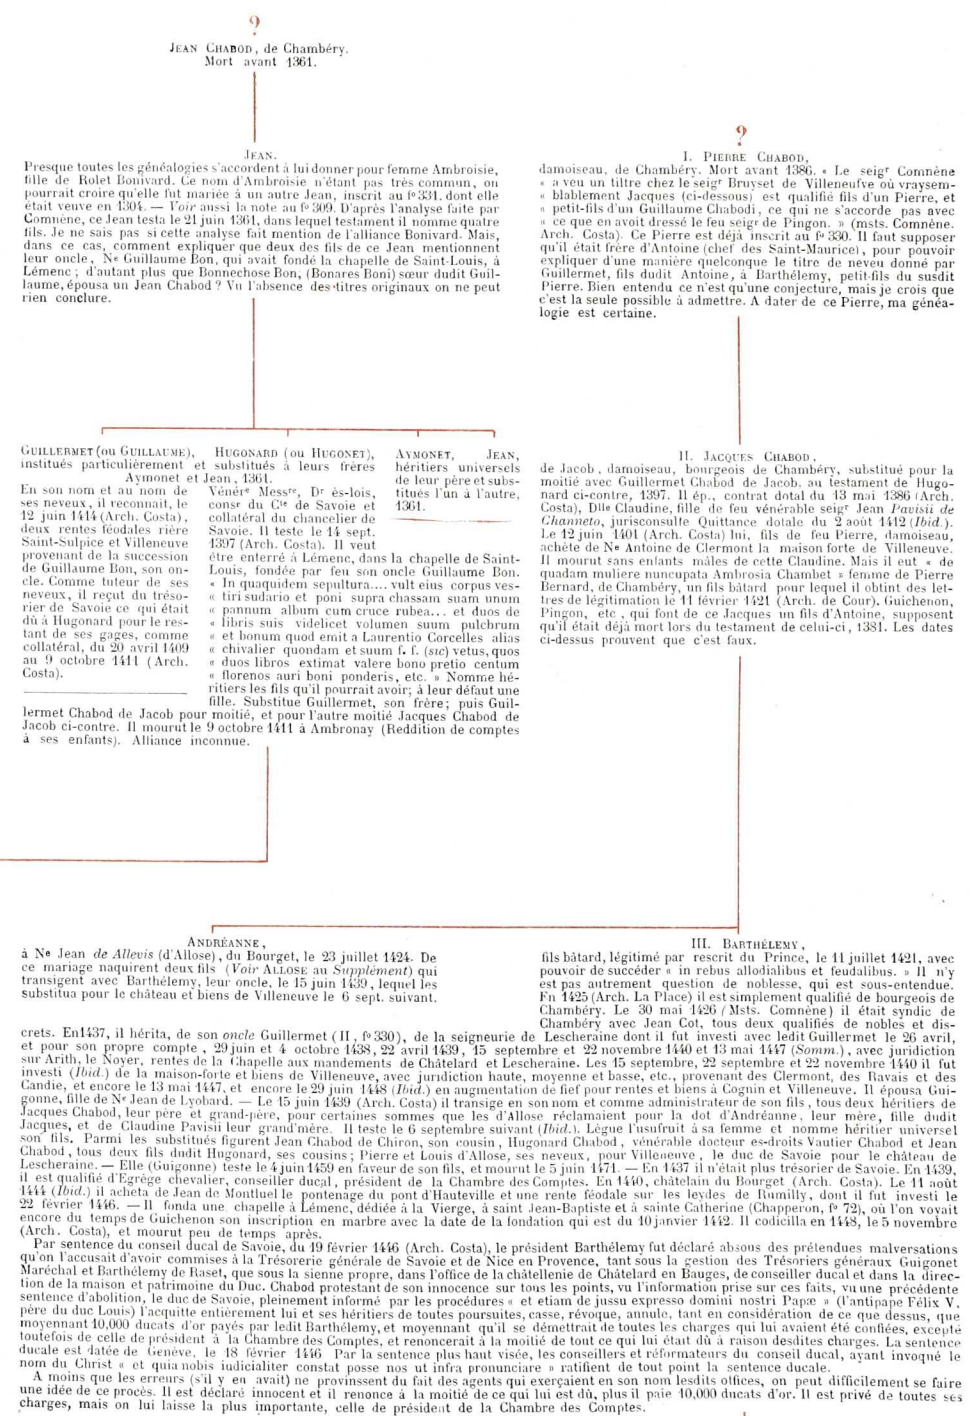 ?
JEAN CHABOD, de Chambéry.
Mort avant 1361.
JEAN.
Presque toutes les généalogies s'accordent à lui donner pour femme Ambroisie,
fille de Rolet Bonivard. Ce nom d'Ambroisie n'étant pas très commun, on
pourrait croire qu'elle fut mariée à un autre Jean, inscrit au fº 331. dont elle
était veuve en 1304. — Voir aussi la note au fº 309. D'après l'analyse faite par
Comnène, ce Jean testa le 21 juin 1361, dans lequel testament il nomme quatre
fils. Je ne sais pas si cette analyse fait mention de l'alliance Bonivard. Mais,
dans ce cas, comment expliquer que deux des fils de ce Jean mentionnent
leur oncle, Nᵉ Guillaume Bon, qui avait fondé la chapelle de Saint-Louis, à
Lémenc ; d'autant plus que Bonnechose Bon, (Bonares Boni) sœur dudit Guil-
laume, épousa un Jean Chabod ? Vu l'absence des titres originaux on ne peut
rien conclure.
?
I. PIERRE CHABOD,
damoiseau, de Chambéry. Mort avant 1386. « Le seigʳ Comnène
« a veu un tiltre chez le seigʳ Bruyset de Villeneufve où vraysem-
« blablement Jacques (ci-dessous) est qualifié fils d'un Pierre, et
« petit-fils d'un Guillaume Chabodi, ce qui ne s'accorde pas avec
« ce que en avoit dressé le feu seigʳ de Pingon. » (msts. Comnène.
Arch. Costa). Ce Pierre est déjà inscrit au fº 330. Il faut supposer
qu'il était frère d'Antoine (chef des Saint-Maurice), pour pouvoir
expliquer d'une manière quelconque le titre de neveu donné par
Guillermet, fils dudit Antoine, à Barthélemy, petit-fils du susdit
Pierre. Bien entendu ce n'est qu'une conjecture, mais je crois que
c'est la seule possible à admettre. A dater de ce Pierre, ma généa-
logie est certaine.
GUILLERMET (ou GUILLAUME), HUGONARD (ou HUGONET),
institués particulièrement et substitués à leurs frères
Aymonet et Jean, 1361.
En son nom et au nom de
ses neveux, il reconnait, le
12 juin 1414 (Arch. Costa),
deux rentes féodales rière
Saint-Sulpice et Villeneuve
provenant de la succession
de Guillaume Bon, son on-
cle. Comme tuteur de ses
neveux, il reçut du tréso-
rier de Savoie ce qui était
dû à Hugonard pour le res-
tant de ses gages, comme
collatéral, du 20 avril 1409
au 9 octobre 1411 (Arch.
Costa).
Vénérᵉ Messʳᵉ, Dʳ ès-lois,
consʳ du Cᵗᵉ de Savoie et
collatéral du chancelier de
Savoie. Il teste le 14 sept.
1397 (Arch. Costa). Il veut
être enterré à Lémenc, dans la chapelle de Saint-
Louis, fondée par feu son oncle Guillaume Bon.
« In quaquidem sepultura.... vult eius corpus ves-
« tiri sudario et poni supra chassam suam unum
« pannum album cum cruce rubea... et duos de
« libris suis videlicet volumen suum pulchrum
« et bonum quod emit a Laurentio Corcelles alias
« chivalier quondam et suum f. f. (sic) vetus, quos
« duos libros extimat valere bono pretio centum
« florenos auri boni ponderis, etc. » Nomme hé-
ritiers les fils qu'il pourrait avoir; à leur défaut une
fille. Substitue Guillermet, son frère; puis Guil-
lermet Chabod de Jacob pour moitié, et pour l'autre moitié Jacques Chabod de
Jacob ci-contre. Il mourut le 9 octobre 1411 à Ambronay (Reddition de comptes
à ses enfants). Alliance inconnue.
AYMONET, JEAN,
héritiers universels
de leur père et subs-
titués l'un à l'autre,
1361.
II. JACQUES CHABOD,
de Jacob, damoiseau, bourgeois de Chambéry, substitué pour la
moitié avec Guillermet Chabod de Jacob. au testament de Hugo-
nard ci-contre, 1397. Il ép., contrat dotal du 13 mai 1386 (Arch.
Costa), Dˡˡᵉ Claudine, fille de feu vénérable seigʳ Jean Pavisii de
Channeto, jurisconsulte Quittance dotale du 2 août 1412 (Ibid.).
Le 12 juin 1401 (Arch. Costa) lui, fils de feu Pierre, damoiseau,
achète de Nᵉ Antoine de Clermont la maison forte de Villeneuve.
Il mourut sans enfants mâles de cette Claudine. Mais il eut « de
quadam muliere nuncupata Ambrosia Chambet » femme de Pierre
Bernard, de Chambéry, un fils bâtard pour lequel il obtint des let-
tres de légitimation le 11 février 1421 (Arch. de Cour). Guichenon,
Pingon, etc , qui font de ce Jacques un fils d'Antoine, supposent
qu'il était déjà mort lors du testament de celui-ci, 1381. Les dates
ci-dessus prouvent que c'est faux.
ANDRÉANNE,
à Nᵉ Jean de Allevis (d'Allose), du Bourget, le 23 juillet 1424. De
ce mariage naquirent deux fils (Voir ALLOSE au Supplément) qui
transigent avec Barthélemy, leur oncle, le 15 juin 1439, lequel les
substitua pour le château et biens de Villeneuve le 6 sept. suivant.
III. BARTHÉLEMY,
fils bâtard, légitimé par rescrit du Prince, le 11 juillet 1421, avec
pouvoir de succéder « in rebus allodialibus et feudalibus. » Il n'y
est pas autrement question de noblesse, qui est sous-entendue.
En 1425 (Arch. La Place) il est simplement qualifié de bourgeois de
Chambéry. Le 30 mai 1426 (Msts. Comnène) il était syndic de
Chambéry avec Jean Cot, tous deux qualifiés de nobles et dis-
crets. En 1437, il hérita, de son oncle Guillermet (II, fº 330), de la seigneurie de Lescheraine dont il fut investi avec ledit Guillermet le 26 avril,
et pour son propre compte , 29 juin et 4 octobre 1438, 22 avril 1439, 15 septembre et 22 novembre 1440 et 13 mai 1447 (Somm.), avec juridiction
sur Arith, le Noyer, rentes de la Chapelle aux mandements de Châtelard et Lescheraine. Les 15 septembre, 22 septembre et 22 novembre 1440 il fut
investi (Ibid.) de la maison-forte et biens de Villeneuve, avec juridiction haute, moyenne et basse, etc., provenant des Clermont, des Ravais et des
Candie, et encore le 13 mai 1447, et encore le 29 juin 1448 (Ibid.) en augmentation de fief pour rentes et biens à Cognin et Villeneuve. Il épousa Gui-
gonne, fille de Nᵉ Jean de Lyobard. — Le 15 juin 1439 (Arch. Costa) il transige en son nom et comme administrateur de son fils , tous deux héritiers de
Jacques Chabod, leur père et grand-père, pour certaines sommes que les d'Allose réclamaient pour la dot d'Andréanne, leur mère, fille dudit
Jacques, et de Claudine Pavisii leur grand'mère. Il teste le 6 septembre suivant (Ibid.). Lègue l'usufruit à sa femme et nomme héritier universel
son fils. Parmi les substitués figurent Jean Chabod de Chiron, son cousin , Hugonard Chabod , vénérable docteur es-droits Vautier Chabod et Jean
Chabod , tous deux fils dudit Hugonard, ses cousins ; Pierre et Louis d'Allose, ses neveux, pour Villeneuve , le duc de Savoie pour le château de
Lescheraine. — Elle (Guigonne) teste le 4 juin 1459 en faveur de son fils, et mourut le 5 juin 1471. — En 1437 il n'était plus trésorier de Savoie. En 1439,
il est qualifié d'Egrège chevalier, conseiller ducal, président de la Chambre des Comptes. En 1440, châtelain du Bourget (Arch. Costa). Le 11 août
1444 (Ibid.) il acheta de Jean de Montluel le pontenage du pont d'Hauteville et une rente féodale sur les leydes de Rumilly, dont il fut investi le
22 février 1446. — Il fonda une chapelle à Lémenc, dédiée à la Vierge, à saint Jean-Baptiste et à sainte Catherine (Chapperon, fº 72), où l'on voyait
encore du temps de Guichenon son inscription en marbre avec la date de la fondation qui est du 10 janvier 1442. Il codicilla en 1448, le 5 novembre
(Arch. Costa), et mourut peu de temps après.
Par sentence du conseil ducal de Savoie, du 19 février 1446 (Arch. Costa), le président Barthélemy fut déclaré absous des prétendues malversations
qu'on l'accusait d'avoir commises à la Trésorerie générale de Savoie et de Nice en Provence, tant sous la gestion des Trésoriers généraux Guigonet
Maréchal et Barthélemy de Raset, que sous la sienne propre, dans l'office de la châtellenie de Châtelard en Bauges, de conseiller ducal et dans la direc-
tion de la maison et patrimoine du Duc. Chabod protestant de son innocence sur tous les points, vu l'information prise sur ces faits, vu une précédente
sentence d'abolition, le duc de Savoie, pleinement informé par les procédures « et etiam de jussu expresso domini nostri Papæ » (l'antipape Félix V,
père du duc Louis) l'acquitte entièrement lui et ses héritiers de toutes poursuites, casse, révoque, annule, tant en considération de ce que dessus, que
moyennant 10,000 ducats d'or payés par ledit Barthélemy, et moyennant qu'il se démettrait de toutes les charges qui lui avaient été confiées, excepté
toutefois de celle de président à la Chambre des Comptes, et renoncerait à la moitié de tout ce qui lui était dû à raison desdites charges. La sentence
ducale est datée de Genève, le 18 février 1446 Par la sentence plus haut visée, les conseillers et réformateurs du conseil ducal, ayant invoqué le
nom du Christ « et quia nobis iudicialiter constat posse nos ut infra pronunciare » ratifient de tout point la sentence ducale.
A moins que les erreurs (s'il y en avait) ne provinssent du fait des agents qui exerçaient en son nom lesdits offices, on peut difficilement se faire
une idée de ce procès. Il est déclaré innocent et il renonce à la moitié de ce qui lui est dû, plus il paie 10,000 ducats d'or. Il est privé de toutes ses
charges, mais on lui laisse la plus importante, celle de président de la Chambre des Comptes.